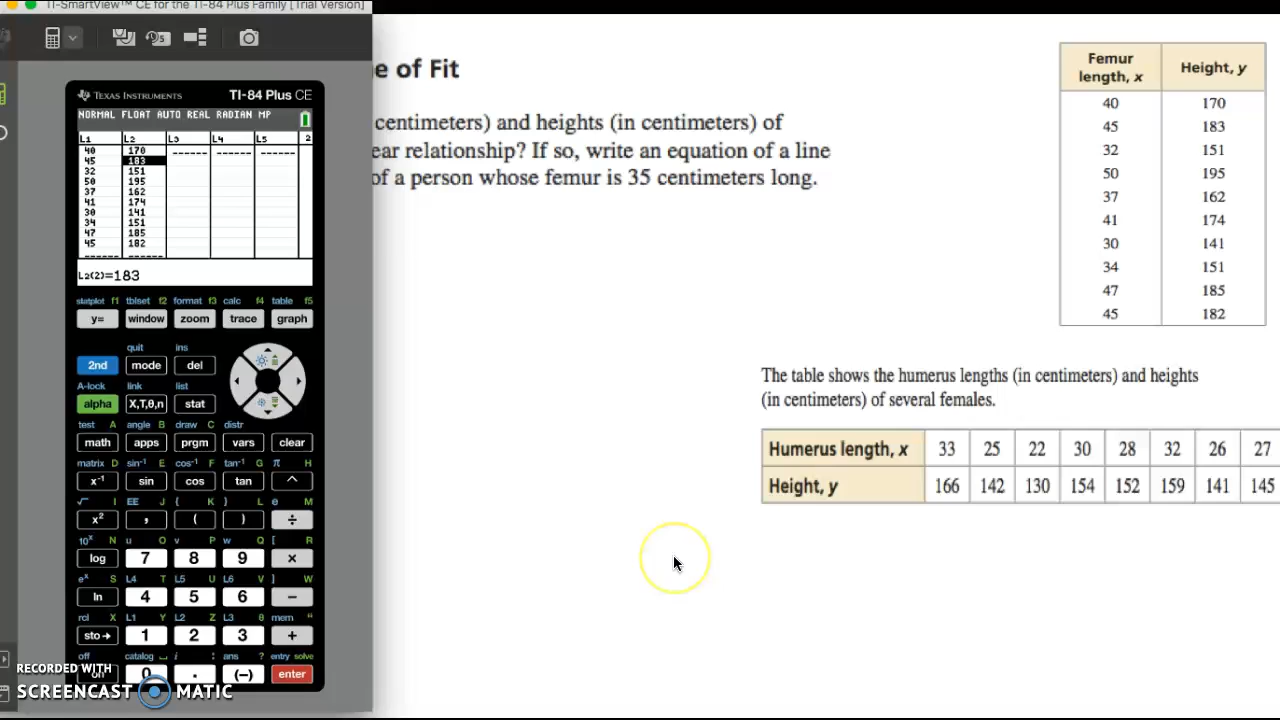 TI-SmartView™ CE for the TI-84 Plus Family [Trial Version]
TEXAS INSTRUMENTS TI-84 Plus CE
NORMAL FLOAT AUTO REAL RADIAN MP
L1 L2 L3 L4 L5 2
40 170 ------ ------ ------
45 183
32 151
50 195
37 162
41 174
30 141
34 151
47 185
45 182
------ ------
L2(2)=183
statplot f1 tblset f2 format f3 calc f4 table f5
y= window zoom trace graph
quit ins
2nd mode del
A-lock link list
alpha X,T,θ,n stat
test A angle B draw C distr
math apps prgm vars clear
matrix D sin⁻¹ E cos⁻¹ F tan⁻¹ G π H
x⁻¹ sin cos tan ^
√ I EE J { K } L e M
x² , ( ) ÷
10ˣ N u O v P w Q [ R
log 7 8 9 ×
eˣ S L4 T L5 U L6 V ] W
ln 4 5 6 −
rcl X L1 Y L2 Z L3 θ mem "
sto→ 1 2 3 +
off catalog i : ans ? entry solve
on 0 . (−) enter
RECORDED WITH
SCREENCAST MATIC
e of Fit
centimeters) and heights (in centimeters) of
ear relationship? If so, write an equation of a line
of a person whose femur is 35 centimeters long.
Femur length, x Height, y
40 170
45 183
32 151
50 195
37 162
41 174
30 141
34 151
47 185
45 182
The table shows the humerus lengths (in centimeters) and heights
(in centimeters) of several females.
Humerus length, x 33 25 22 30 28 32 26 27
Height, y 166 142 130 154 152 159 141 145